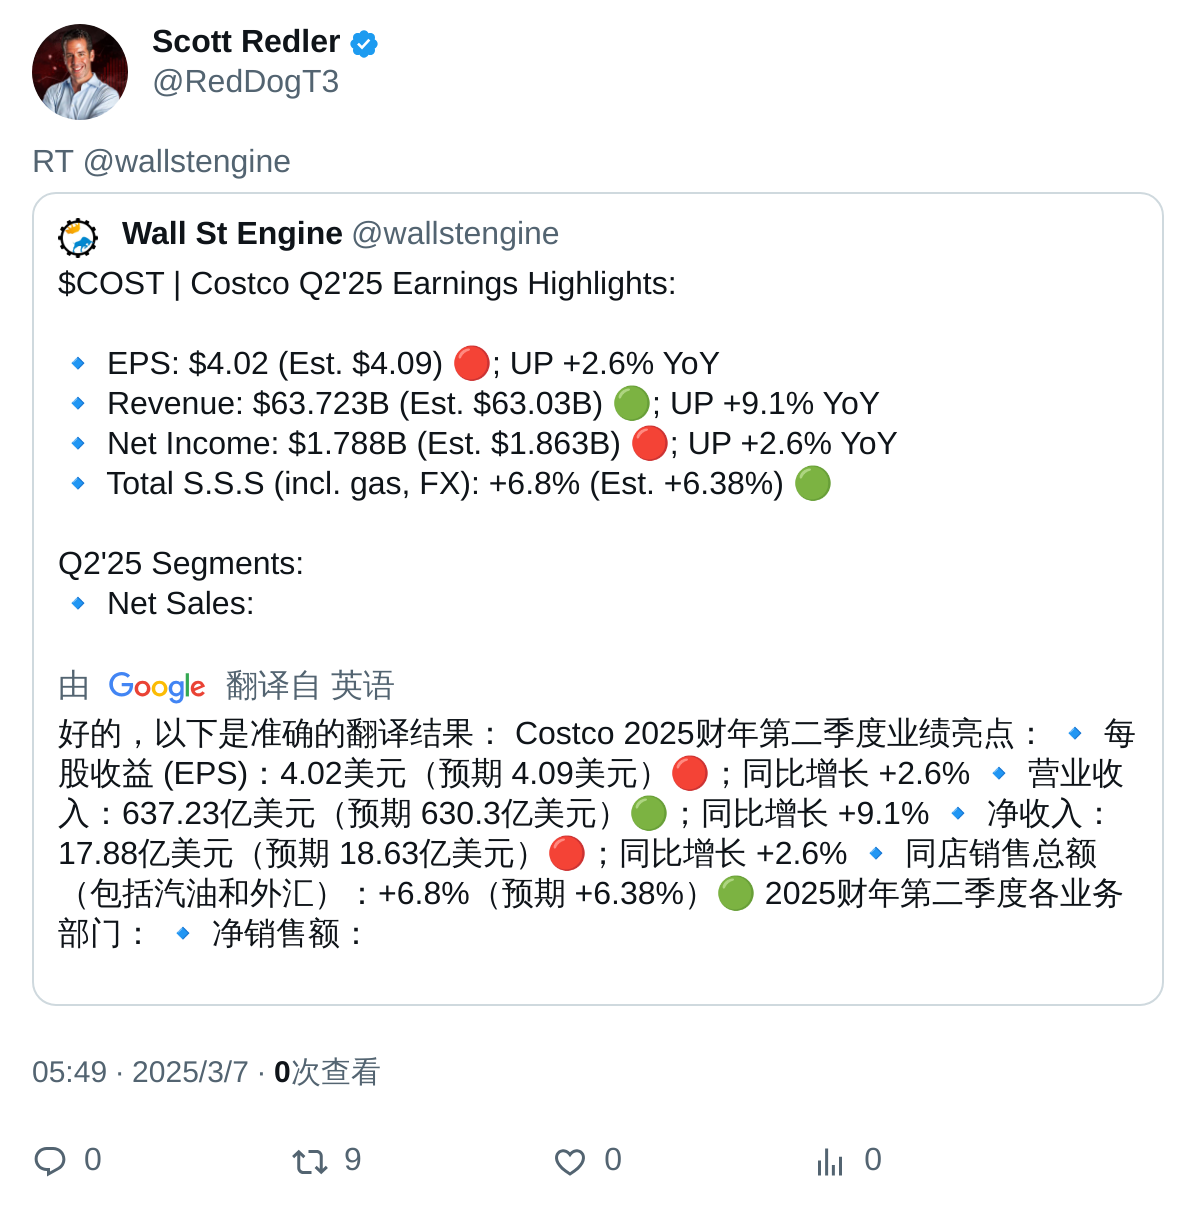 Scott Redler
@RedDogT3
RT @wallstengine
Wall St Engine @wallstengine
$COST | Costco Q2'25 Earnings Highlights:
🔹 EPS: $4.02 (Est. $4.09) 🔴; UP +2.6% YoY
🔹 Revenue: $63.723B (Est. $63.03B) 🟢; UP +9.1% YoY
🔹 Net Income: $1.788B (Est. $1.863B) 🔴; UP +2.6% YoY
🔹 Total S.S.S (incl. gas, FX): +6.8% (Est. +6.38%) 🟢
Q2'25 Segments:
🔹 Net Sales:
由 Google 翻译自 英语
好的，以下是准确的翻译结果： Costco 2025财年第二季度业绩亮点： 🔹 每
股收益 (EPS)：4.02美元（预期 4.09美元）🔴；同比增长 +2.6% 🔹 营业收
入：637.23亿美元（预期 630.3亿美元）🟢；同比增长 +9.1% 🔹 净收入：
17.88亿美元（预期 18.63亿美元）🔴；同比增长 +2.6% 🔹 同店销售总额
（包括汽油和外汇）：+6.8%（预期 +6.38%）🟢 2025财年第二季度各业务
部门： 🔹 净销售额：
05:49 · 2025/3/7 · 0次查看
0 9 0 0